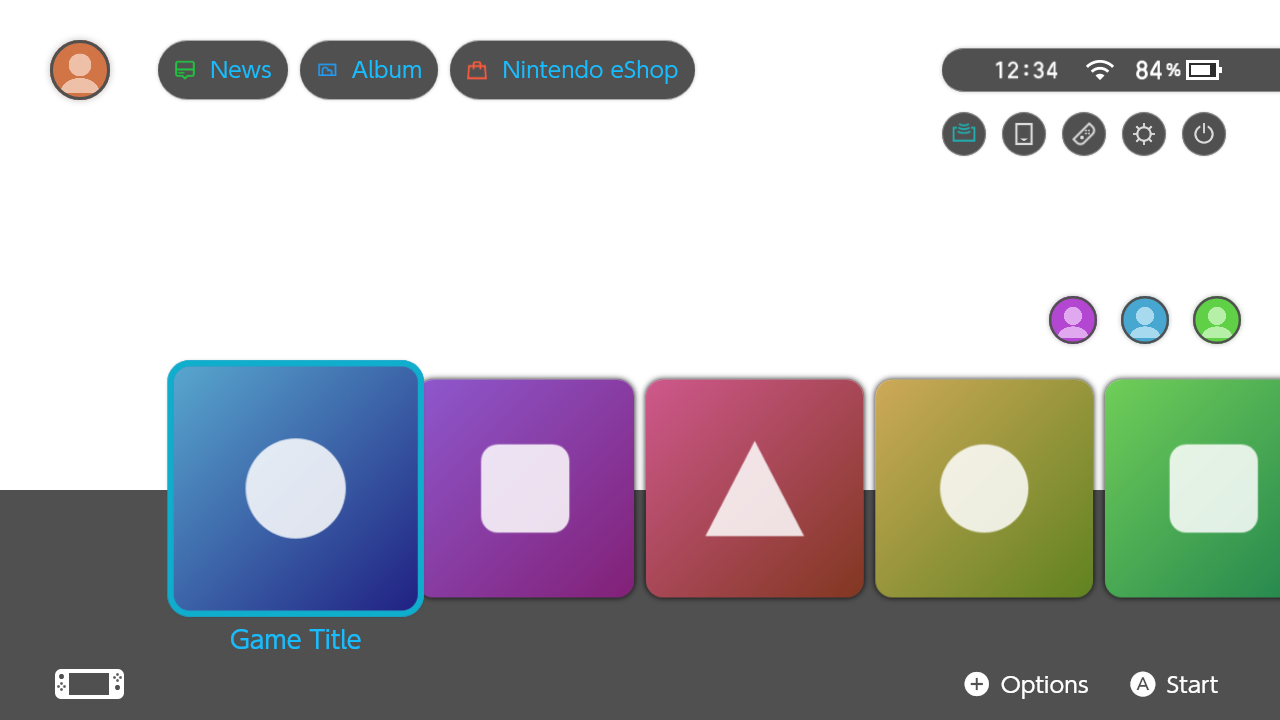 News
Album
Nintendo eShop
12:34
84%
Game Title
+ Options
A Start